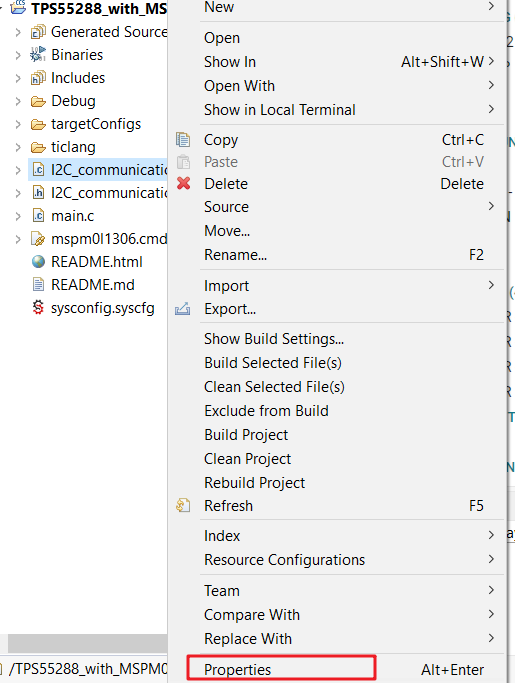 TPS55288_with_MS
Generated Source
Binaries
Includes
Debug
targetConfigs
ticlang
I2C_communicatio
I2C_communicatio
main.c
mspm0l1306.cmd
README.html
README.md
sysconfig.syscfg
/TPS55288_with_MSPM0
New
Open
Show In Alt+Shift+W
Open With
Show in Local Terminal
Copy Ctrl+C
Paste Ctrl+V
Delete Delete
Source
Move...
Rename... F2
Import
Export...
Show Build Settings...
Build Selected File(s)
Clean Selected File(s)
Exclude from Build
Build Project
Clean Project
Rebuild Project
Refresh F5
Index
Resource Configurations
Team
Compare With
Replace With
Properties Alt+Enter